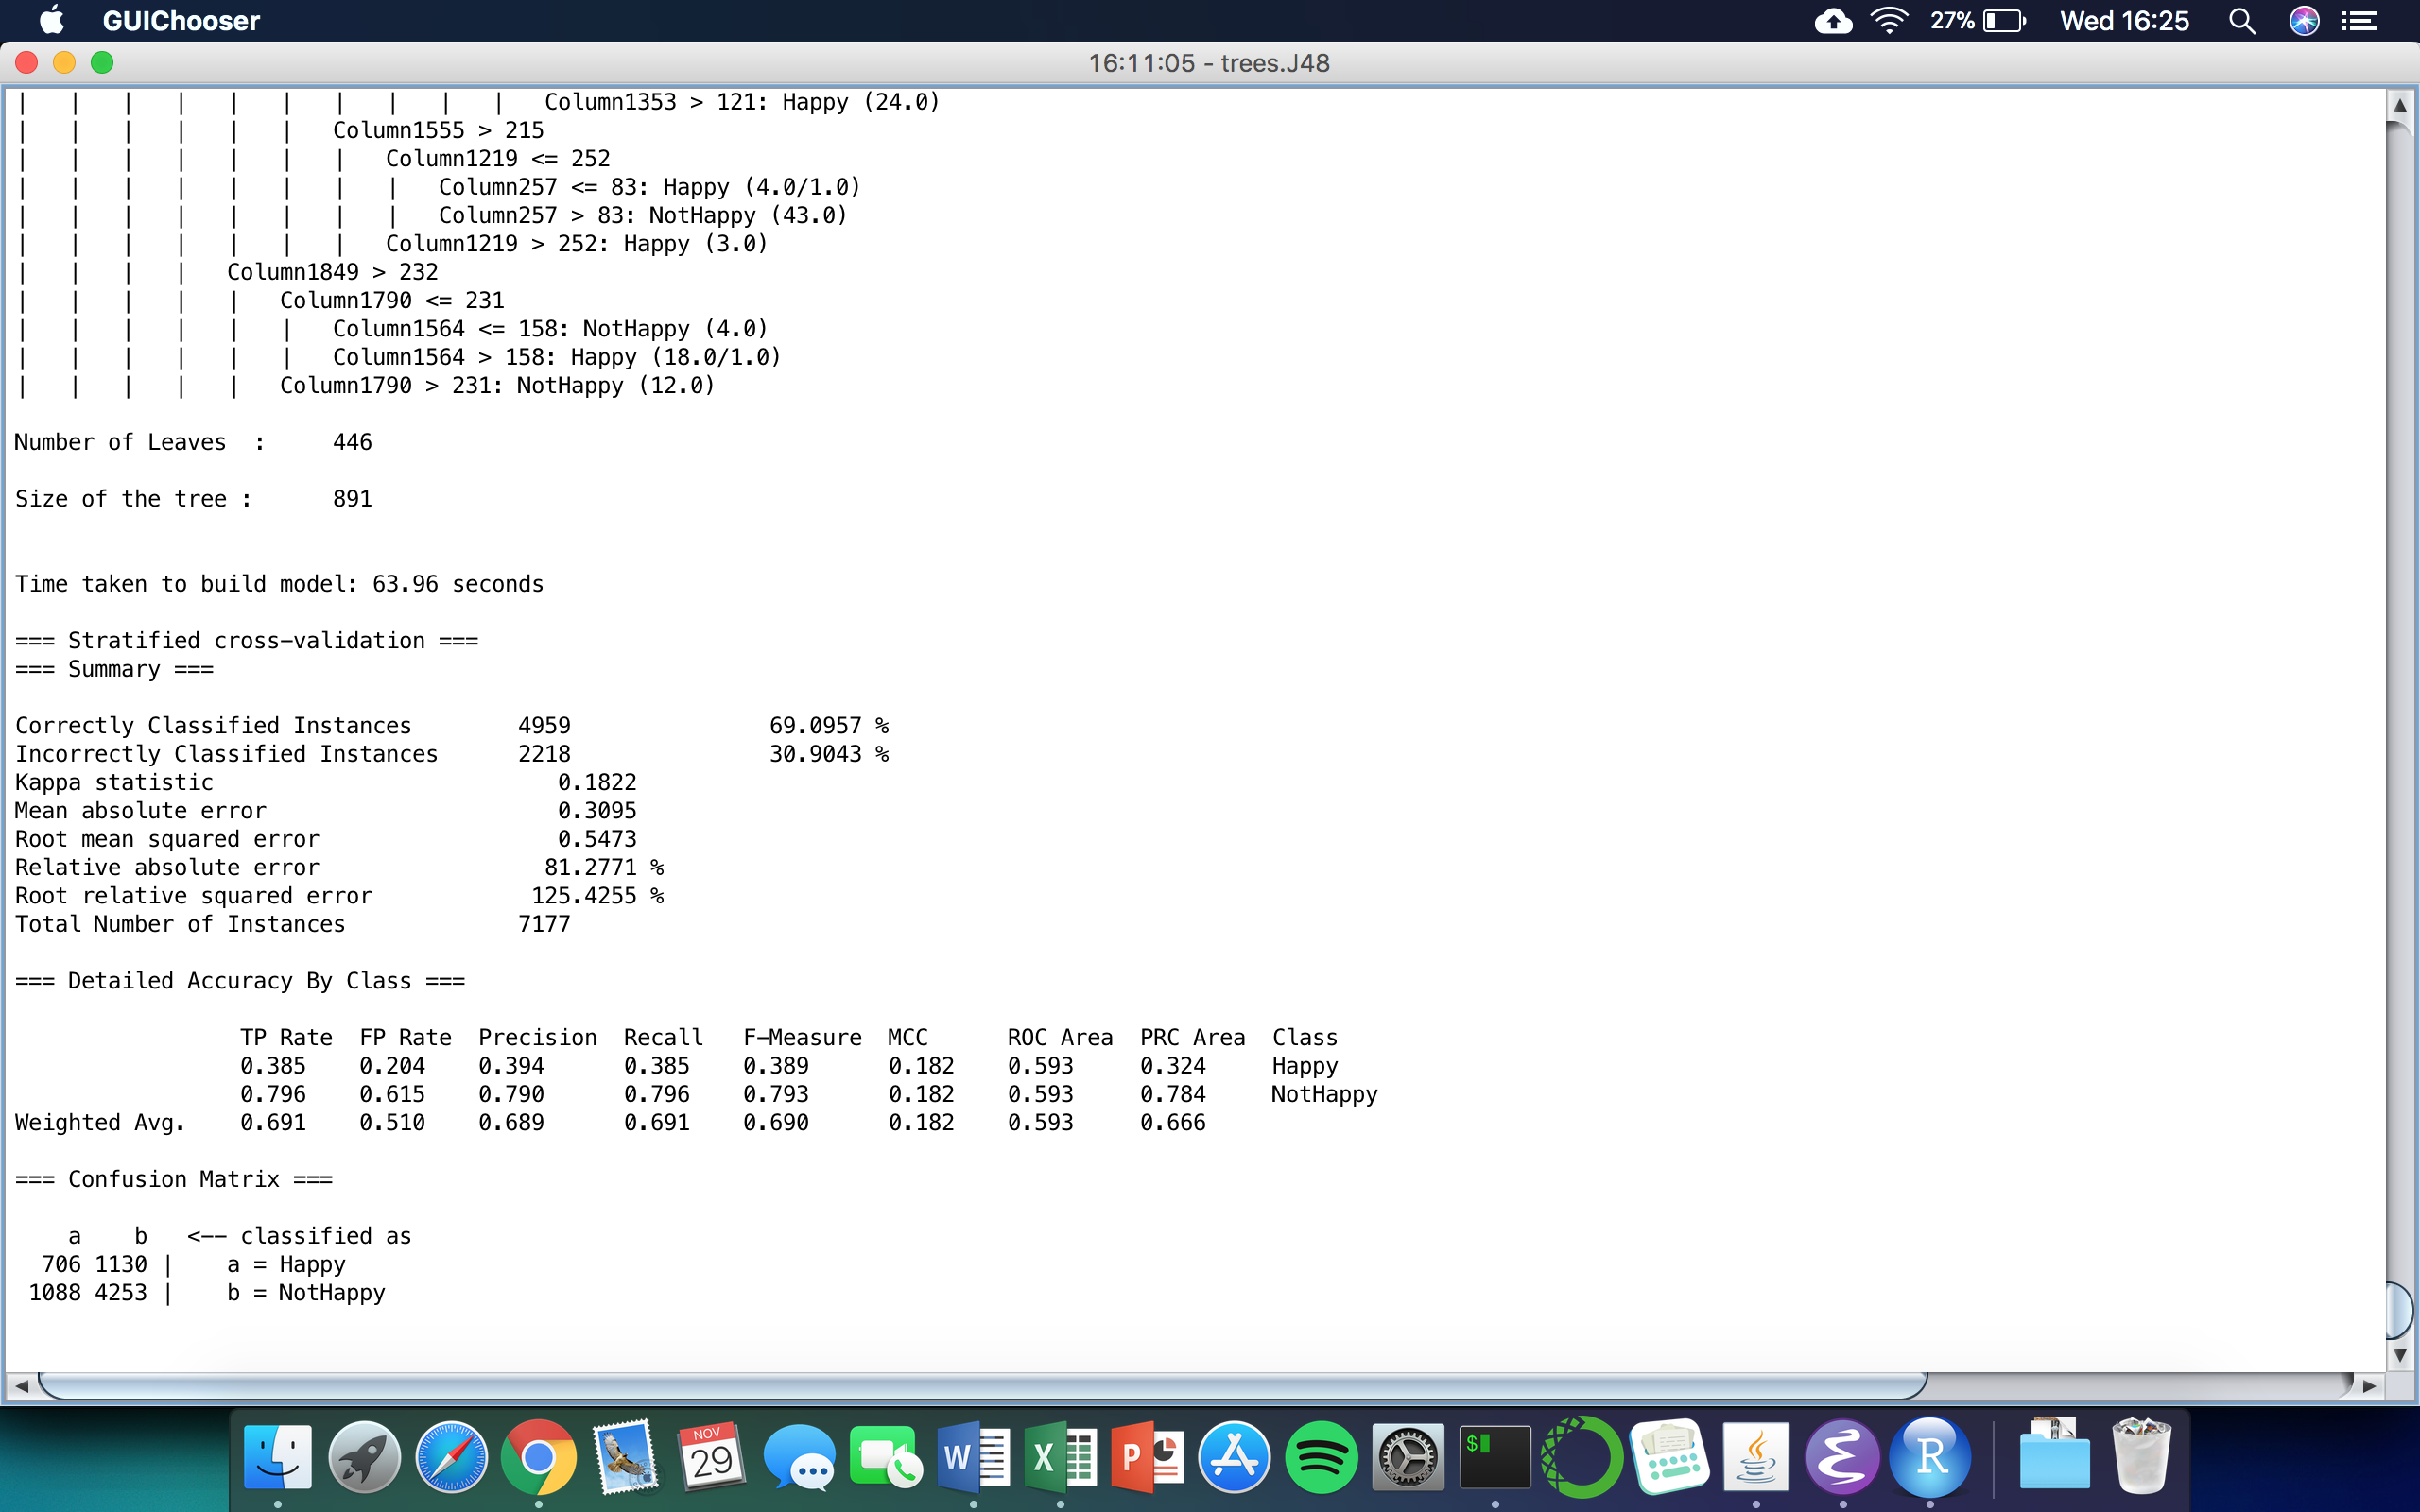 GUIChooser 27% Wed 16:25
16:11:05 - trees.J48
| | | | | | | | | | Column1353 > 121: Happy (24.0)
| | | | | | Column1555 > 215
| | | | | | | Column1219 <= 252
| | | | | | | | Column257 <= 83: Happy (4.0/1.0)
| | | | | | | | Column257 > 83: NotHappy (43.0)
| | | | | | | Column1219 > 252: Happy (3.0)
| | | | Column1849 > 232
| | | | | Column1790 <= 231
| | | | | | Column1564 <= 158: NotHappy (4.0)
| | | | | | Column1564 > 158: Happy (18.0/1.0)
| | | | | Column1790 > 231: NotHappy (12.0)
Number of Leaves : 446
Size of the tree : 891
Time taken to build model: 63.96 seconds
=== Stratified cross-validation ===
=== Summary ===
Correctly Classified Instances 4959 69.0957 %
Incorrectly Classified Instances 2218 30.9043 %
Kappa statistic 0.1822
Mean absolute error 0.3095
Root mean squared error 0.5473
Relative absolute error 81.2771 %
Root relative squared error 125.4255 %
Total Number of Instances 7177
=== Detailed Accuracy By Class ===
TP Rate FP Rate Precision Recall F-Measure MCC ROC Area PRC Area Class
0.385 0.204 0.394 0.385 0.389 0.182 0.593 0.324 Happy
0.796 0.615 0.790 0.796 0.793 0.182 0.593 0.784 NotHappy
Weighted Avg. 0.691 0.510 0.689 0.691 0.690 0.182 0.593 0.666
=== Confusion Matrix ===
a b <-- classified as
706 1130 | a = Happy
1088 4253 | b = NotHappy
NOV
29
W
X
P
$
R